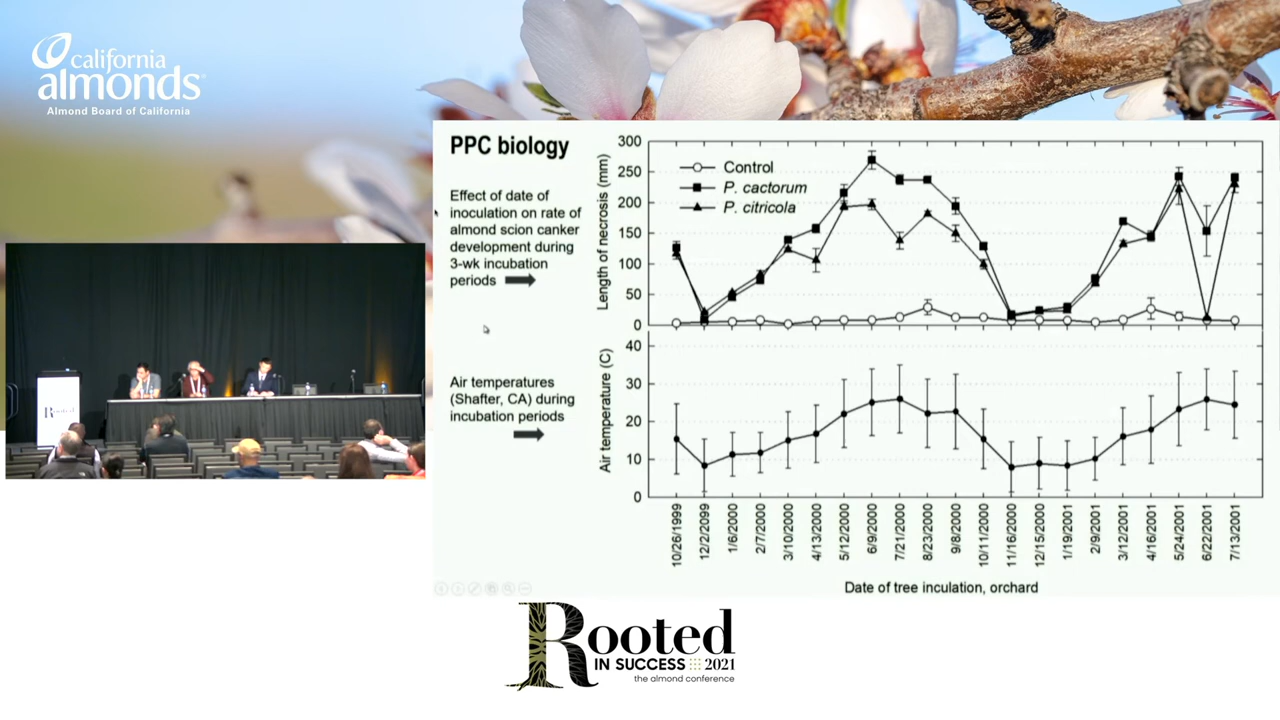 california
almonds
Almond Board of California
PPC biology
Effect of date of
inoculation on rate of
almond scion canker
development during
3-wk incubation
periods
Air temperatures
(Shafter, CA) during
incubation periods
Length of necrosis (mm)
300
250
200
150
100
50
0
Control
P. cactorum
P. citricola
Air temperature (C)
40
30
20
10
0
10/26/1999
12/2/2099
1/6/2000
2/7/2000
3/10/2000
4/13/2000
5/12/2000
6/9/2000
7/21/2000
8/23/2000
9/8/2000
10/11/2000
11/16/2000
12/15/2000
1/19/2001
2/9/2001
3/12/2001
4/16/2001
5/24/2001
6/22/2001
7/13/2001
Date of tree inculation, orchard
Rooted
Rooted
IN SUCCESS 2021
the almond conference